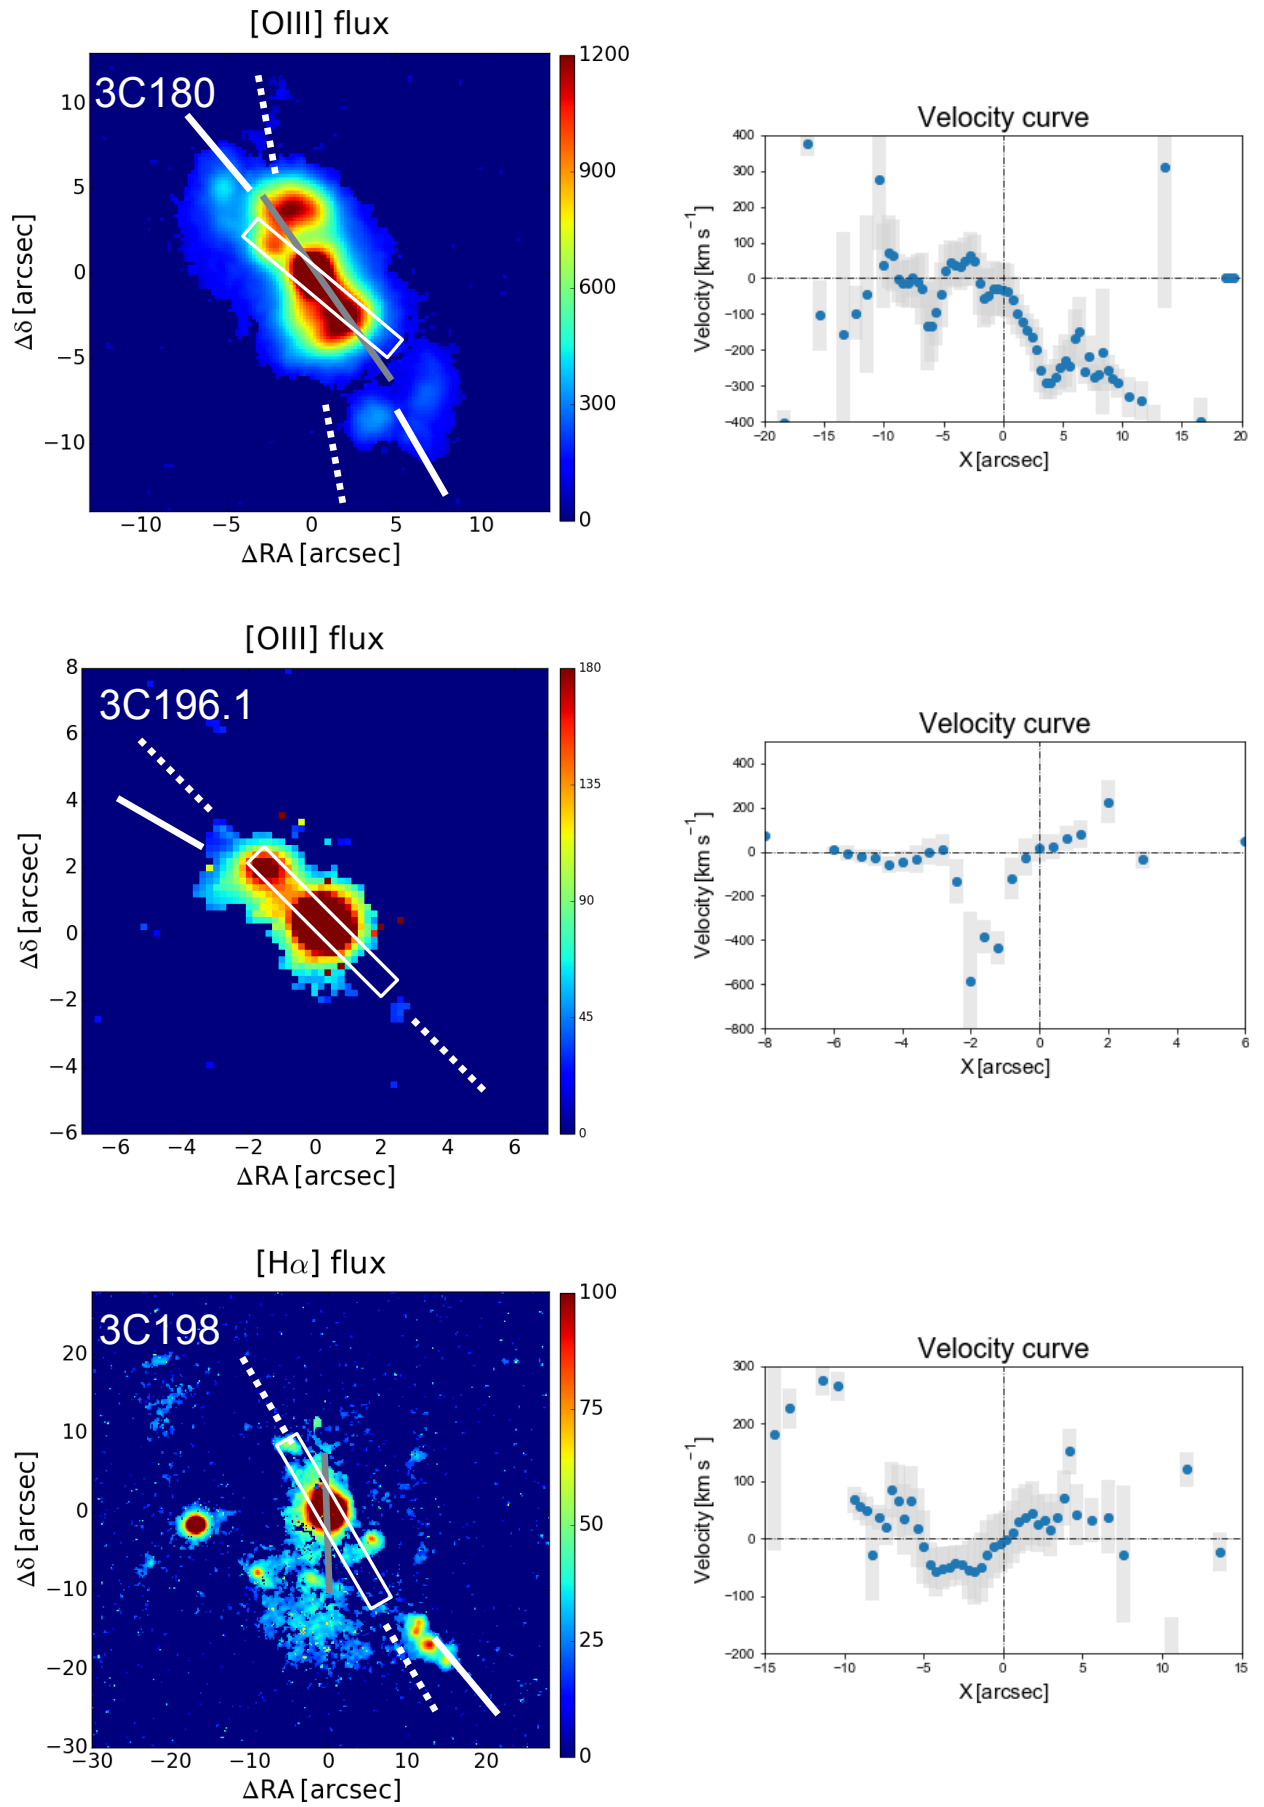 [OIII] flux
3C180
10
5
0
−5
−10
Δδ [arcsec]
−10 −5 0 5 10
ΔRA [arcsec]
1200
900
600
300
0
Velocity curve
400
300
200
100
0
−100
−200
−300
−400
Velocity [km s⁻¹]
−20 −15 −10 −5 0 5 10 15 20
X [arcsec]
[OIII] flux
3C196.1
8
6
4
2
0
−2
−4
−6
Δδ [arcsec]
−6 −4 −2 0 2 4 6
ΔRA [arcsec]
180
135
90
45
0
Velocity curve
400
200
0
−200
−400
−600
−800
Velocity [km s⁻¹]
−8 −6 −4 −2 0 2 4 6
X [arcsec]
[Hα] flux
3C198
20
10
0
−10
−20
−30
Δδ [arcsec]
−30 −20 −10 0 10 20
ΔRA [arcsec]
100
75
50
25
0
Velocity curve
300
200
100
0
−100
−200
Velocity [km s⁻¹]
−15 −10 −5 0 5 10 15
X [arcsec]